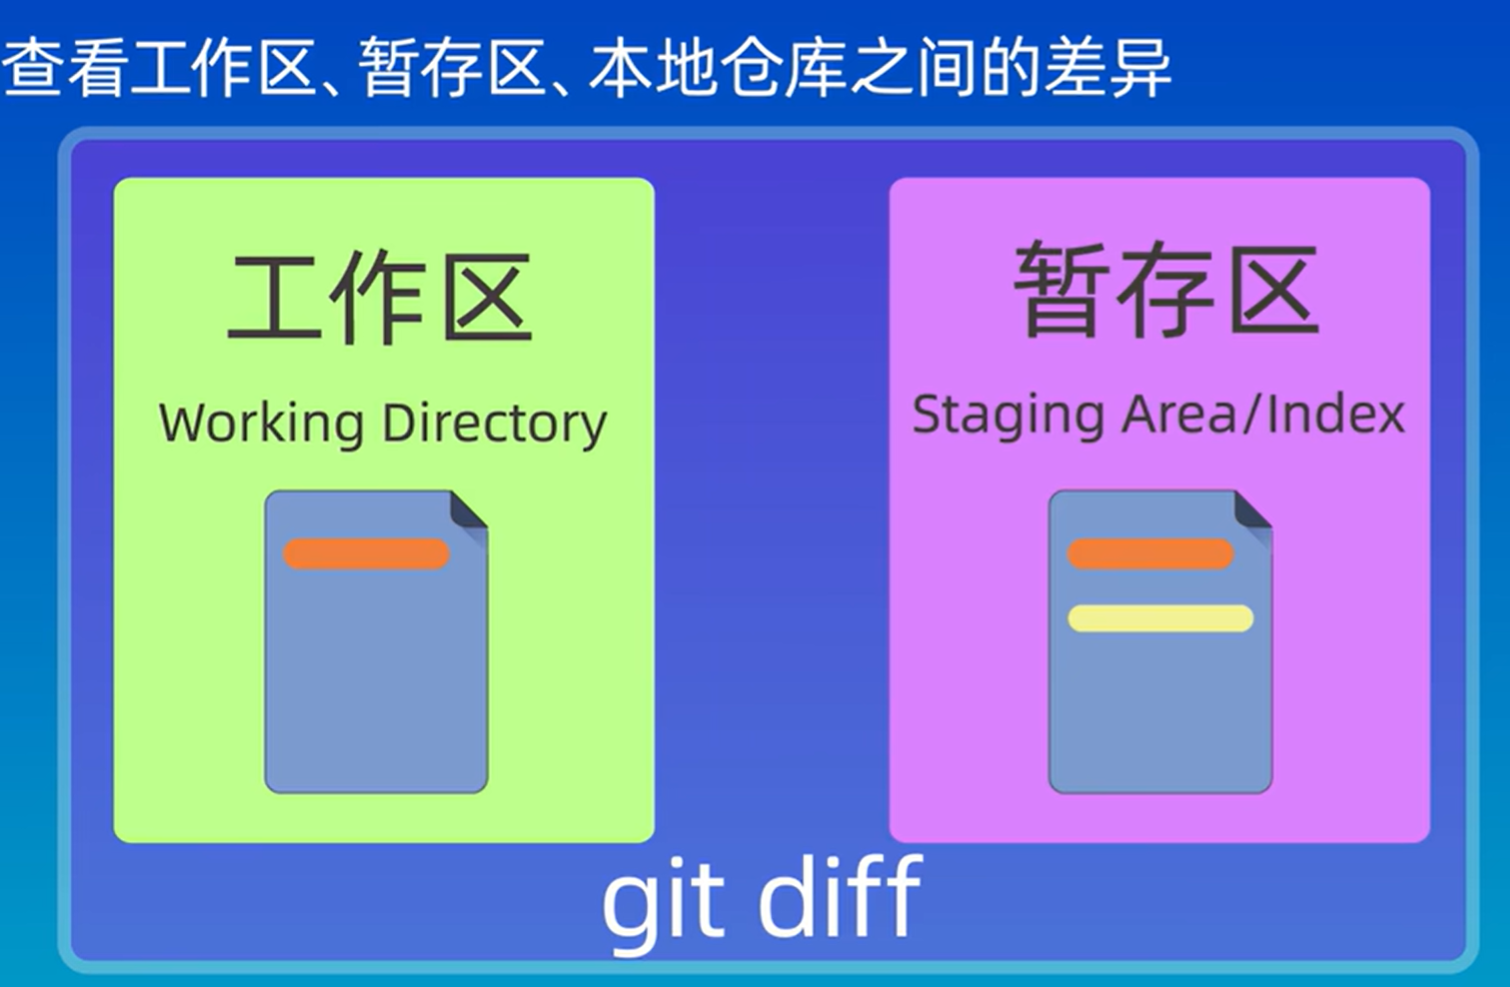 查看工作区、暂存区、本地仓库之间的差异
工作区
Working Directory
暂存区
Staging Area/Index
git diff